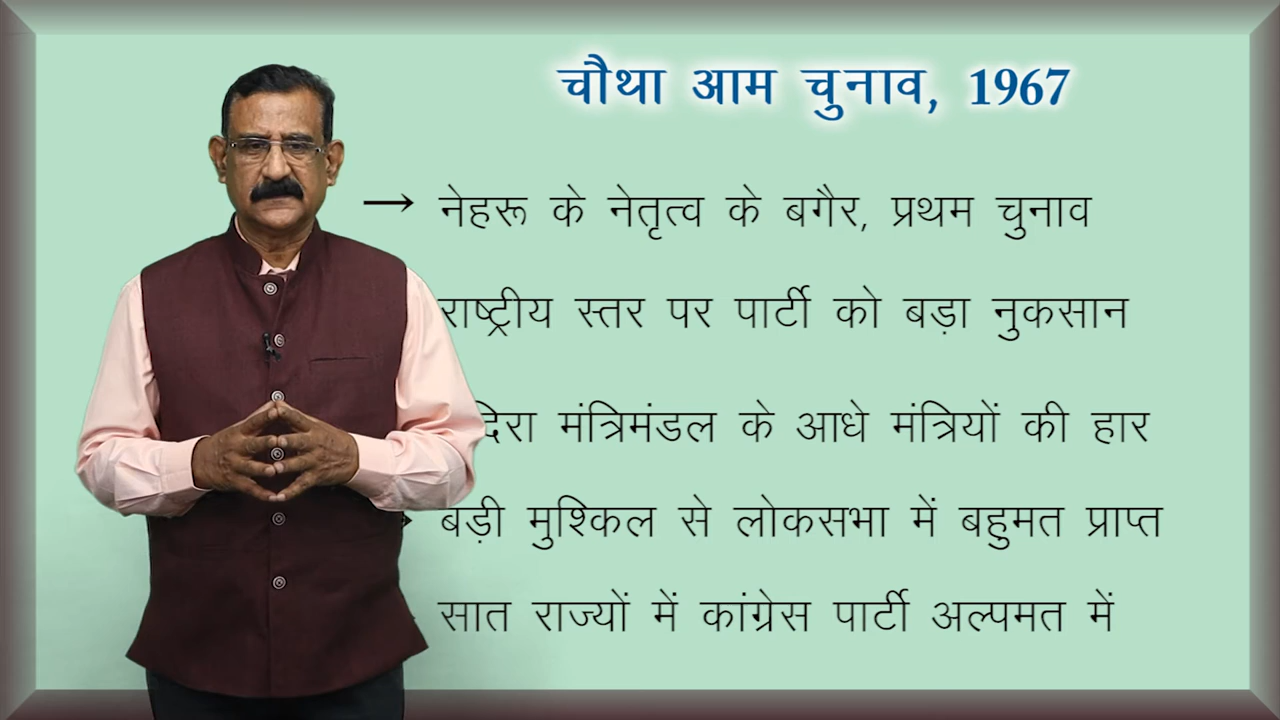 चौथा आम चुनाव, 1967
→ नेहरू के नेतृत्व के बगैर, प्रथम चुनाव
राष्ट्रीय स्तर पर पार्टी को बड़ा नुकसान
मंत्रिमंडल के आधे मंत्रियों की हार
बड़ी मुश्किल से लोकसभा में बहुमत प्राप्त
सात राज्यों में कांग्रेस पार्टी अल्पमत में